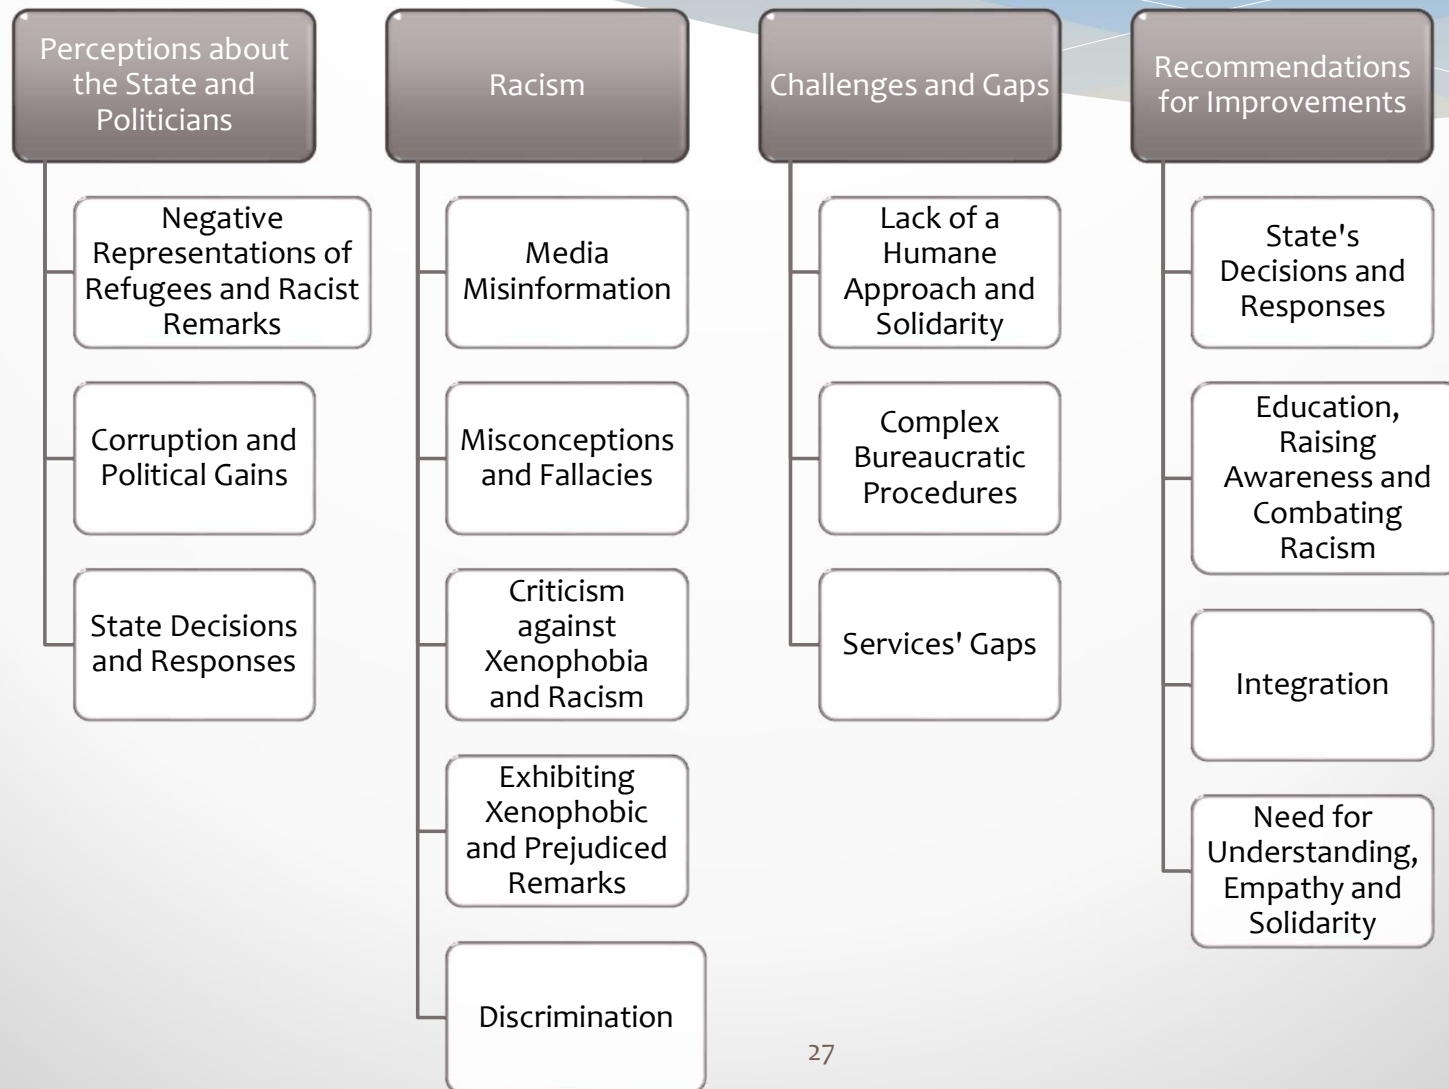 Perceptions about
the State and
Politicians
Negative
Representations of
Refugees and Racist
Remarks
Corruption and
Political Gains
State Decisions
and Responses
Racism
Media
Misinformation
Misconceptions
and Fallacies
Criticism
against
Xenophobia
and Racism
Exhibiting
Xenophobic
and Prejudiced
Remarks
Discrimination
Challenges and Gaps
Lack of a
Humane
Approach and
Solidarity
Complex
Bureaucratic
Procedures
Services' Gaps
Recommendations
for Improvements
State's
Decisions and
Responses
Education,
Raising
Awareness and
Combating
Racism
Integration
Need for
Understanding,
Empathy and
Solidarity
27